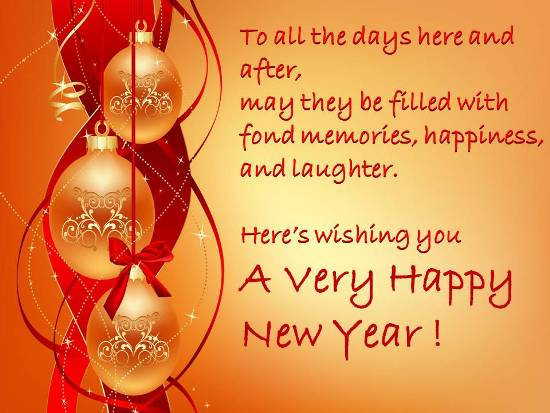 To all the days here and
after,
may they be filled with
fond memories, happiness,
and laughter.
Here's wishing you
A Very Happy
New Year !